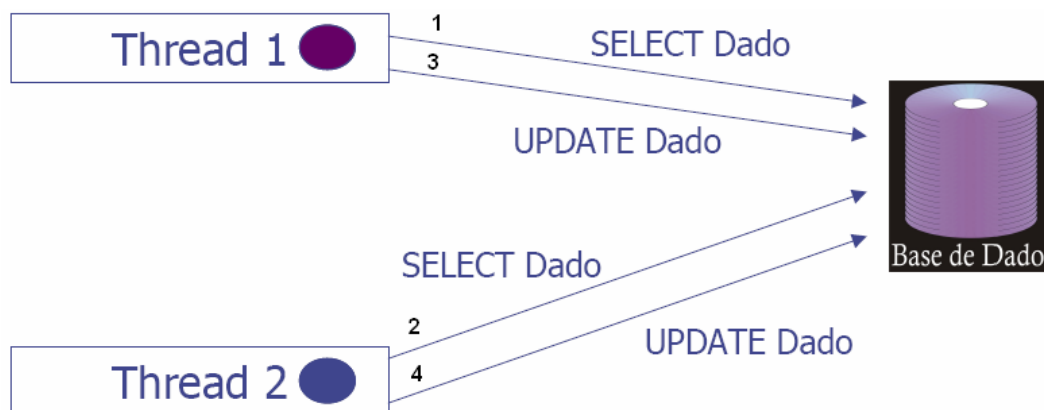 Thread 1
1
SELECT Dado
3
UPDATE Dado
Base de Dado
SELECT Dado
2
UPDATE Dado
Thread 2
4